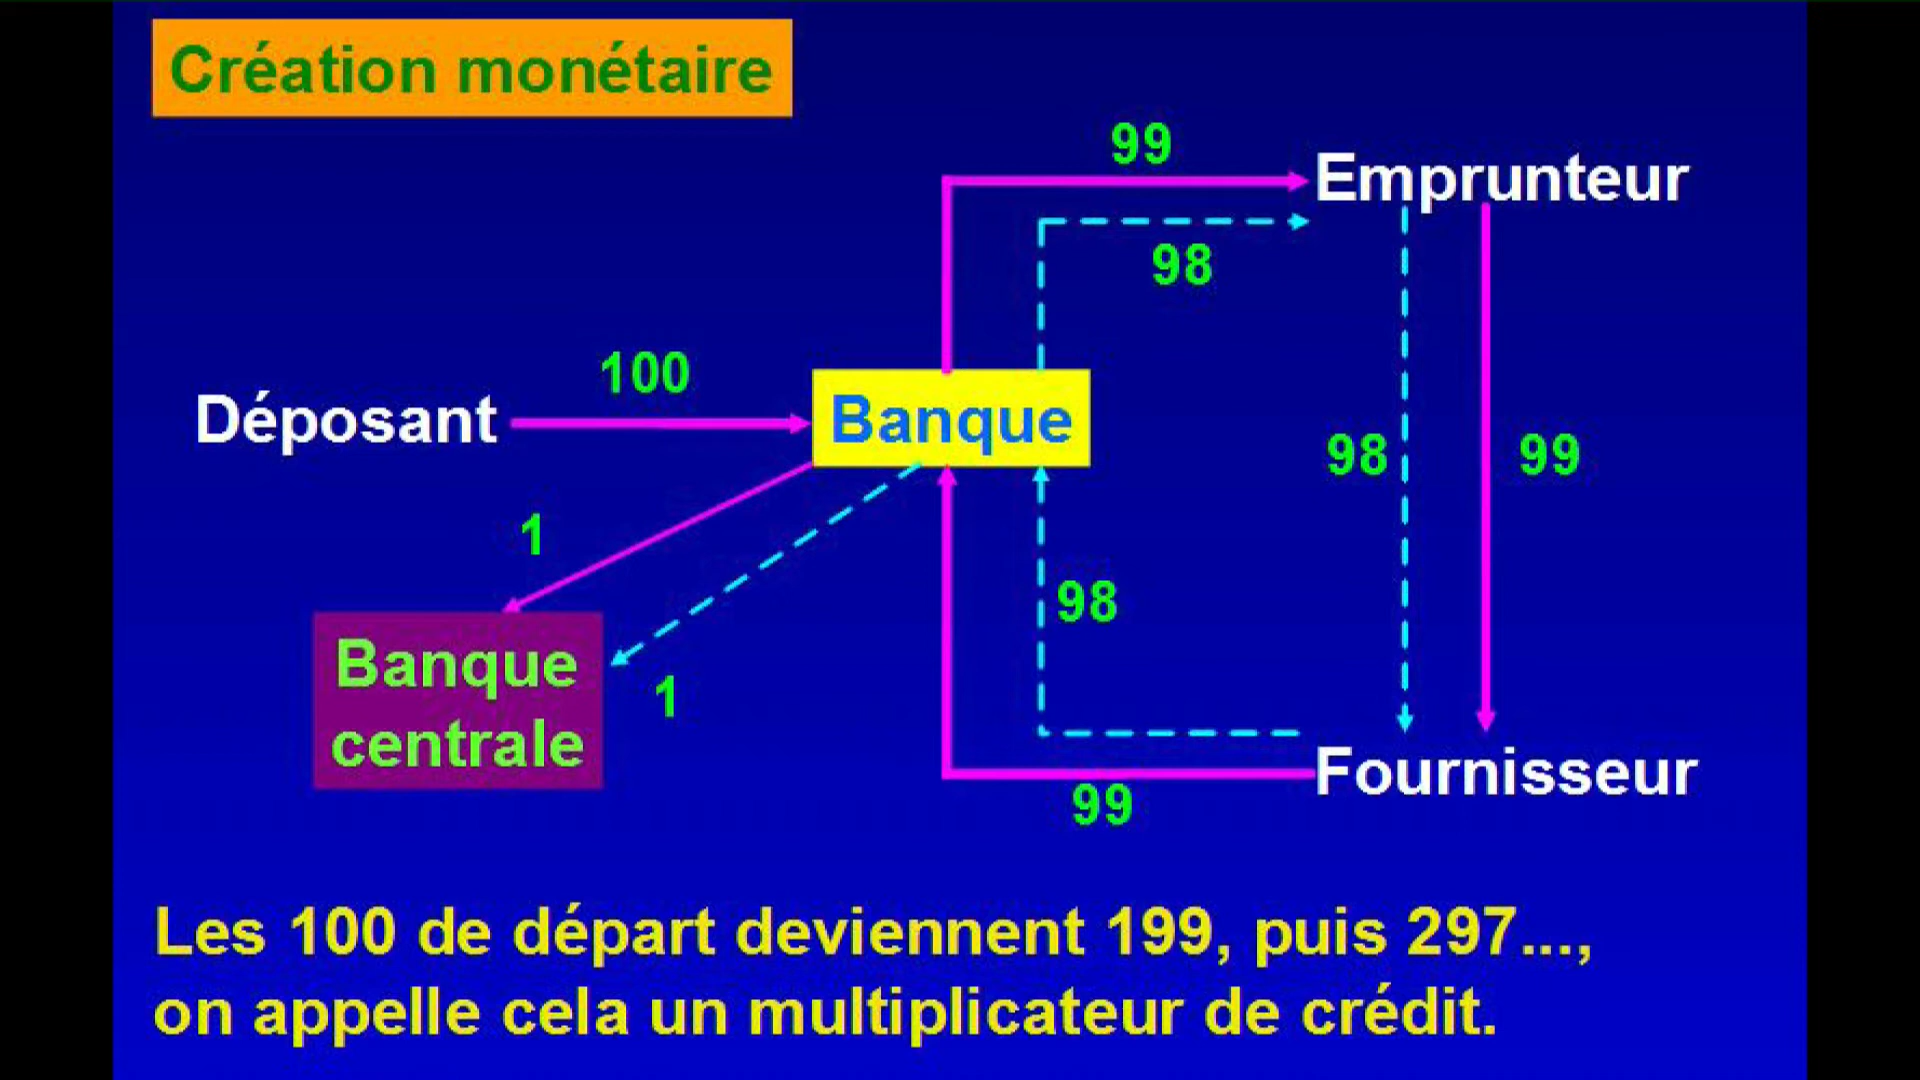 Création monétaire
99
Emprunteur
98
100
Déposant
Banque
98
99
1
98
Banque
centrale
1
Fournisseur
99
Les 100 de départ deviennent 199, puis 297...,
on appelle cela un multiplicateur de crédit.